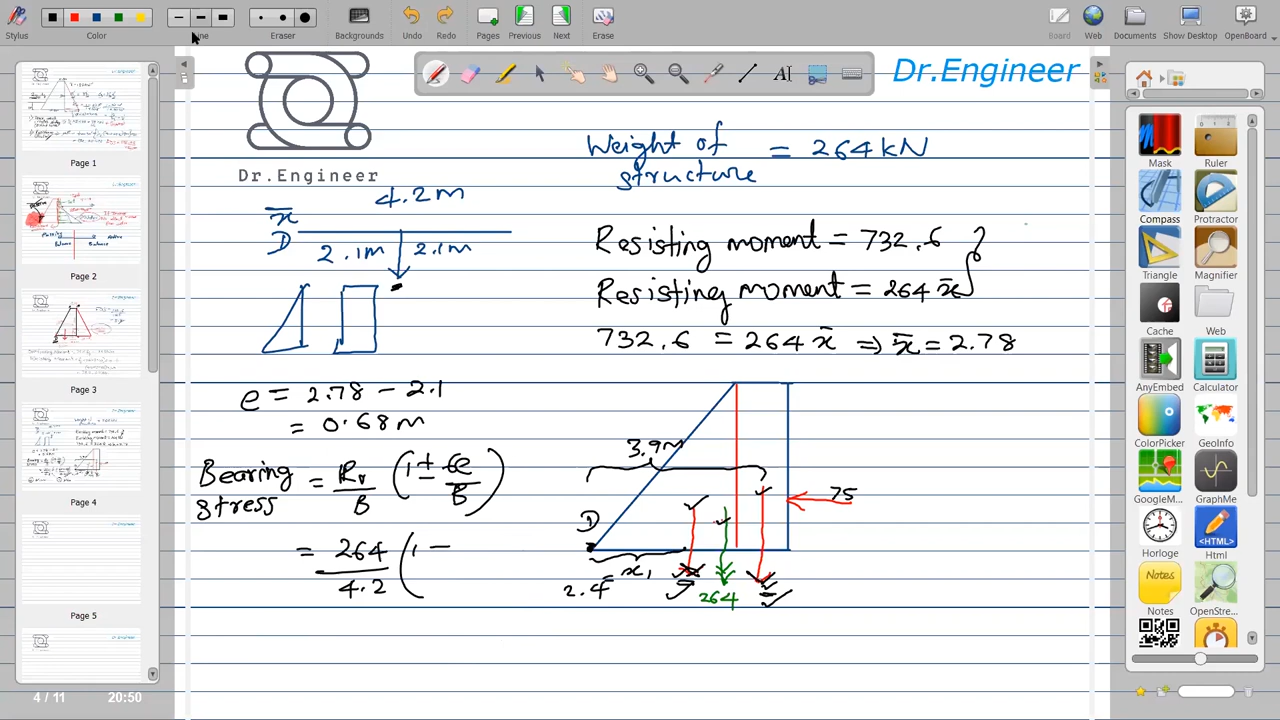 Stylus
Color
Line
Eraser
Backgrounds
Undo
Redo
Pages
Previous
Next
Erase
Board
Web
Documents
Show Desktop
OpenBoard
Page 1
Page 2
Page 3
Page 4
Page 5
4 / 11
20:50
Dr.Engineer
Dr.Engineer
Weight of structure = 264 kN
4.2 m
x̄
D
2.1m 2.1m
Resisting moment = 732.6
Resisting moment = 264 x̄
732.6 = 264 x̄ ⇒ x̄ = 2.78
e = 2.78 - 2.1
= 0.68 m
Bearing stress = Rv/B (1 ± 6e/B)
= 264/4.2 (1 -
3.9m
75
D
x₁
2.4
264
Mask
Ruler
Compass
Protractor
Triangle
Magnifier
Cache
Web
AnyEmbed
Calculator
ColorPicker
GeoInfo
GoogleM...
GraphMe
Horloge
Html
Notes
Notes
OpenStre...
<HTML>